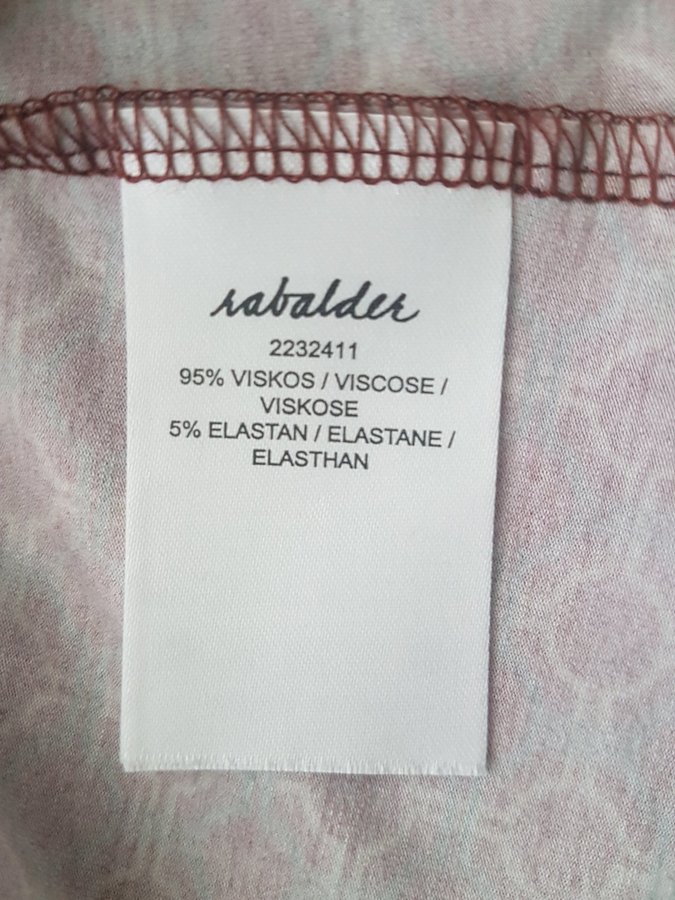 rabalder
2232411
95% VISKOS / VISCOSE /
VISKOSE
5% ELASTAN / ELASTANE /
ELASTHAN